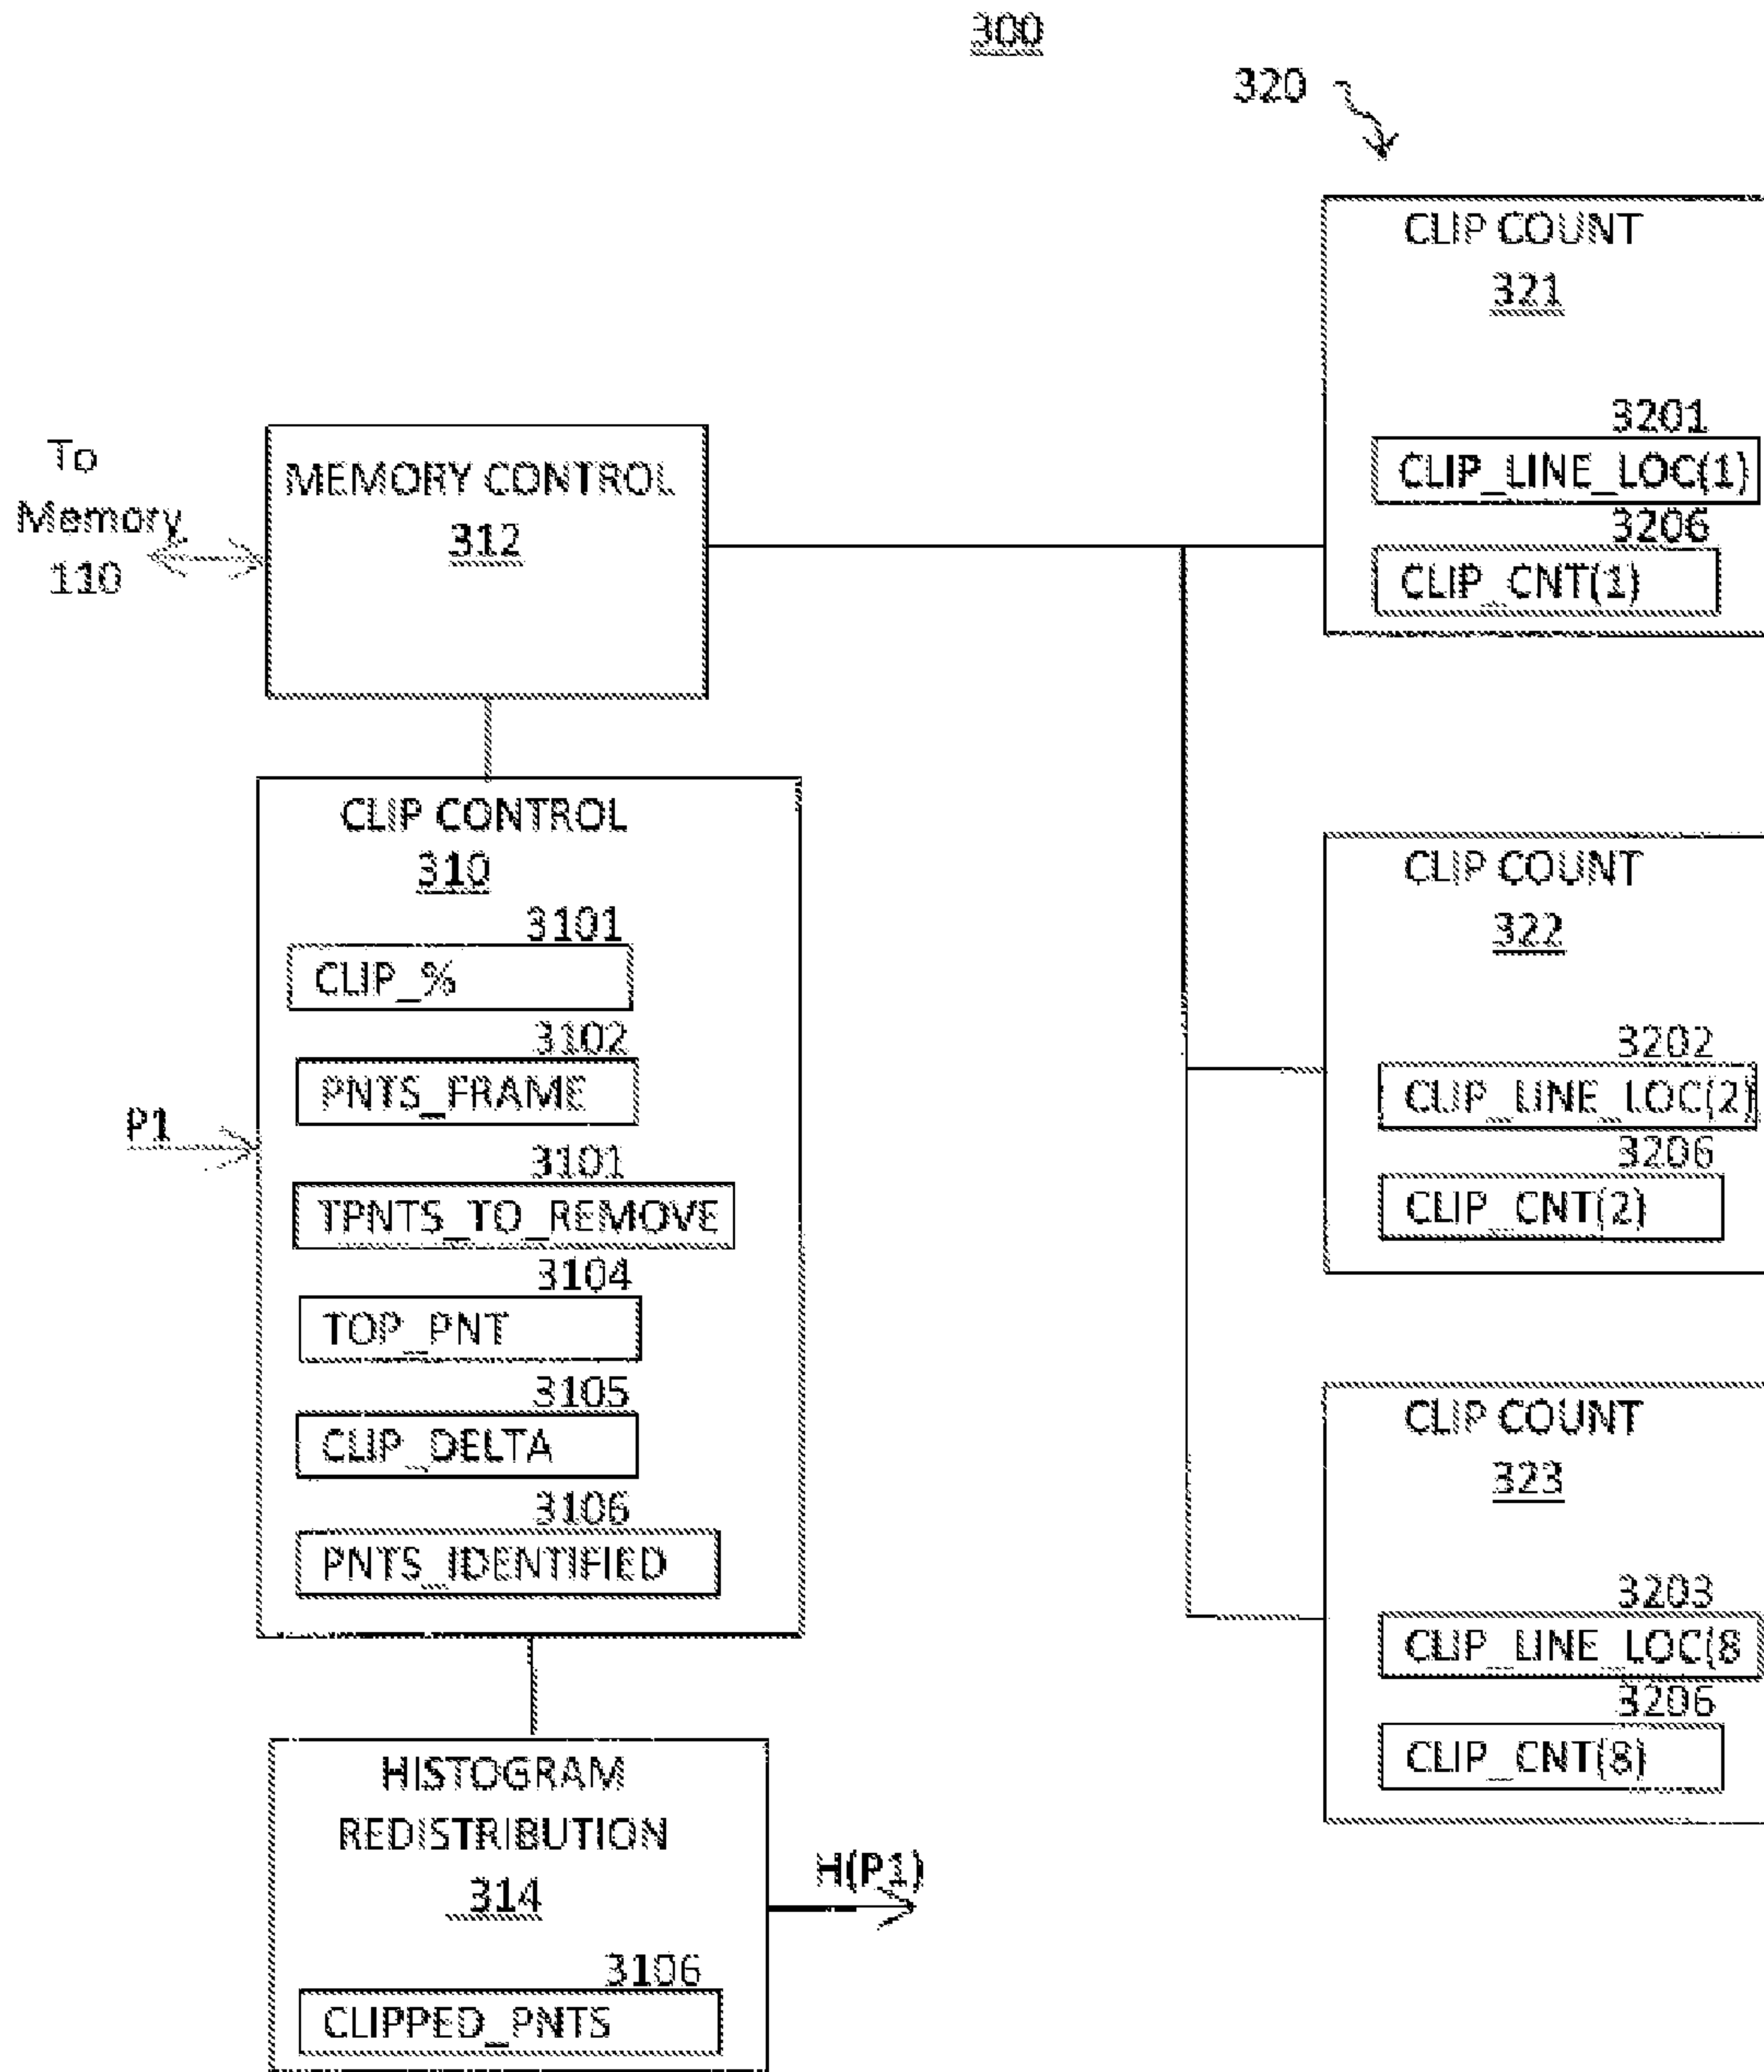 300
320
CLIP COUNT
321
3201
CLIP_LINE_LOC(1)
3206
CLIP_CNT(1)
To
Memory
110
MEMORY CONTROL
312
CLIP CONTROL
310
3101
CLIP_%
3102
PNTS_FRAME
P1
3101
TPNTS_TO_REMOVE
3104
TOP_PNT
3105
CLIP_DELTA
3106
PNTS_IDENTIFIED
CLIP COUNT
322
3202
CLIP_LINE_LOC(2)
3206
CLIP_CNT(2)
CLIP COUNT
323
3203
CLIP_LINE_LOC(8
3206
CLIP_CNT(8)
HISTOGRAM
REDISTRIBUTION
314
H(P1)
3106
CLIPPED_PNTS